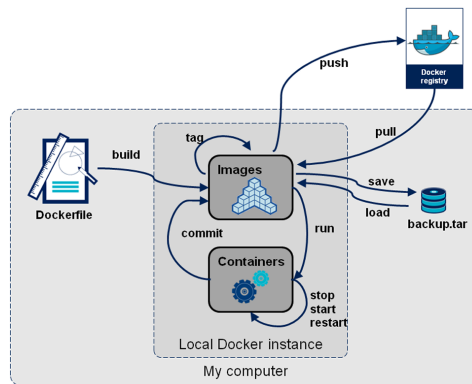 Docker
registry
push
pull
tag
build
Images
save
load
Dockerfile
backup.tar
commit
run
Containers
stop
start
restart
Local Docker instance
My computer